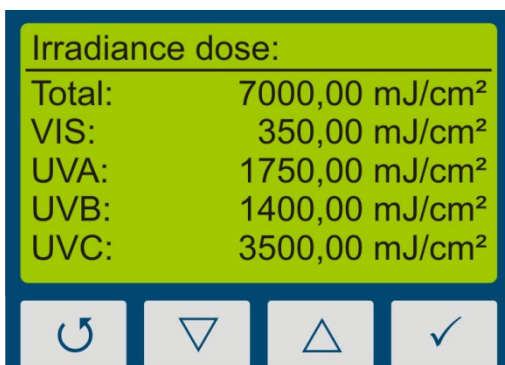 Irradiance dose:
Total: 7000,00 mJ/cm²
VIS: 350,00 mJ/cm²
UVA: 1750,00 mJ/cm²
UVB: 1400,00 mJ/cm²
UVC: 3500,00 mJ/cm²